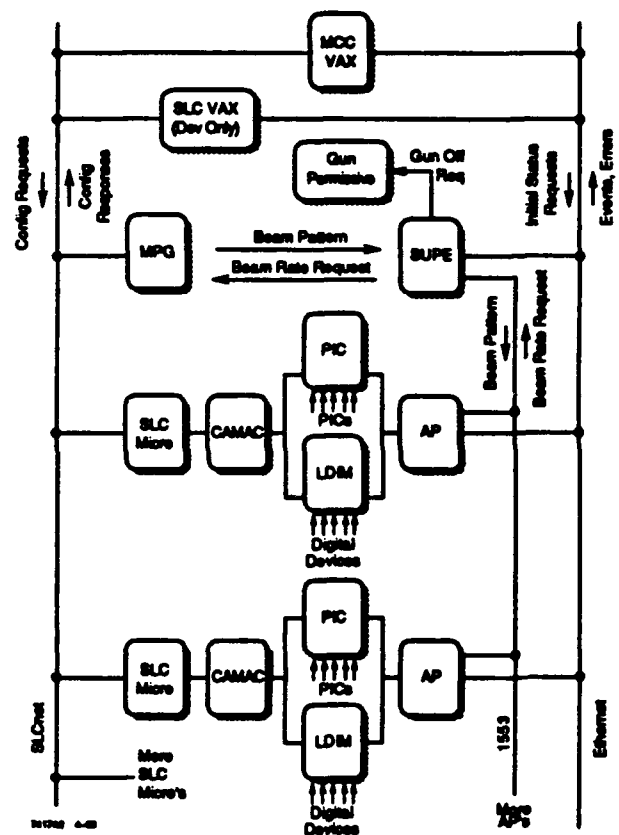 MCC
VAX
SLC VAX
(Dev Only)
Gun
Permissive
Gun Off
Req
Config Requests
Config
Responses
Initial Status
Requests
Events, Errors
MPG
Beam Pattern
Beam Rate Request
SUPE
Beam Pattern
Beam Rate Request
PIC
PICs
SLC
Micro
CAMAC
AP
LDIM
Digital
Devices
PIC
PICs
SLC
Micro
CAMAC
AP
LDIM
Digital
Devices
SLCnet
1553
Ethernet
More
SLC
Micro's
More
AP's